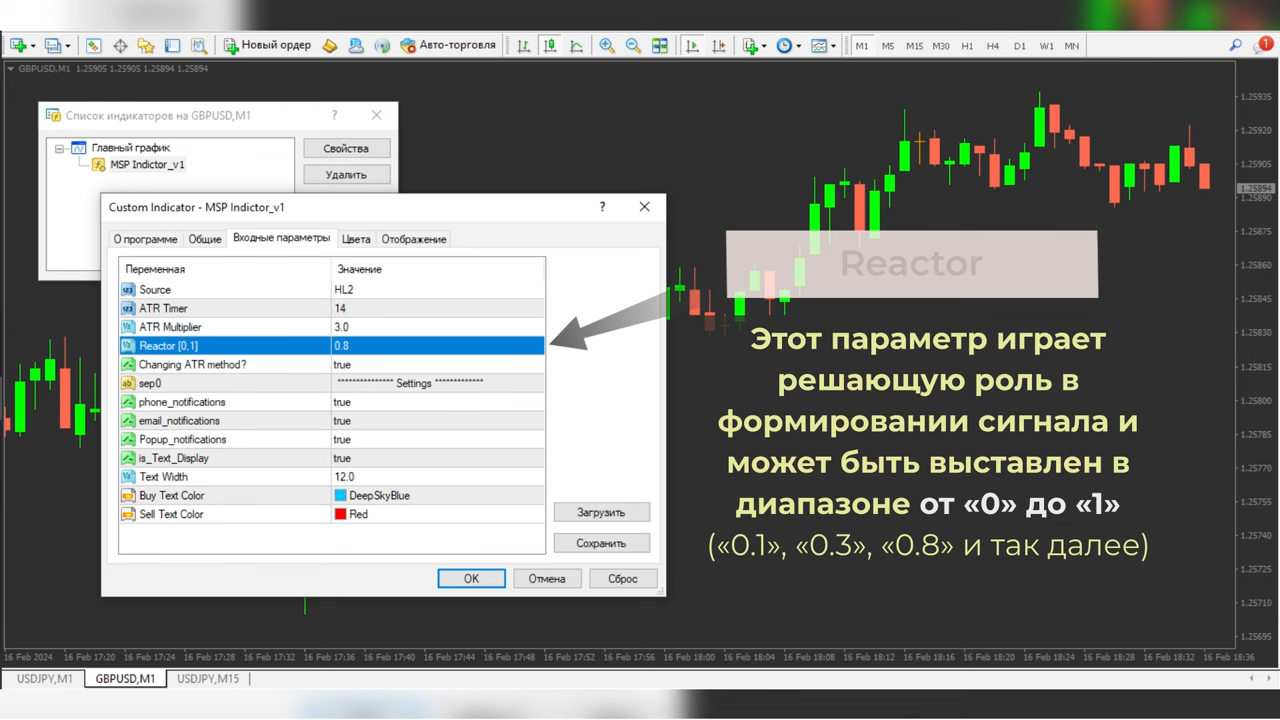 Новый ордер
Авто-торговля
M1 M5 M15 M30 H1 H4 D1 W1 MN
1
GBPUSD,M1 1.25905 1.25905 1.25894 1.25894
Список индикаторов на GBPUSD,M1
?
Главный график
MSP Indictor_v1
Свойства
Удалить
Custom Indicator - MSP Indictor_v1
?
О программе Общие Входные параметры Цвета Отображение
Переменная Значение
Source HL2
ATR Timer 14
ATR Multiplier 3.0
Reactor [0,1] 0.8
Changing ATR method? true
sep0 *************** Settings *************
phone_notifications true
email_notifications true
Popup_notifications true
is_Text_Display true
Text Width 12.0
Buy Text Color DeepSkyBlue
Sell Text Color Red
Загрузить
Сохранить
OK Отмена Сброс
Reactor
Этот параметр играет
решающую роль в
формировании сигнала и
может быть выставлен в
диапазоне от «0» до «1»
(«0.1», «0.3», «0.8» и так далее)
1.25935
1.25920
1.25905
1.25894
1.25890
1.25875
1.25860
1.25845
1.25830
1.25815
1.25800
1.25785
1.25770
1.25755
1.25740
1.25725
1.25710
1.25695
16 Feb 2024 16 Feb 17:20 16 Feb 17:24 16 Feb 17:28 16 Feb 17:32 16 Feb 17:36 16 Feb 17:40 16 Feb 17:44 16 Feb 17:48 16 Feb 17:52 16 Feb 17:56 16 Feb 18:00 16 Feb 18:04 16 Feb 18:08 16 Feb 18:12 16 Feb 18:16 16 Feb 18:20 16 Feb 18:24 16 Feb 18:28 16 Feb 18:32 16 Feb 18:36
USDJPY,M1 GBPUSD,M1 USDJPY,M15